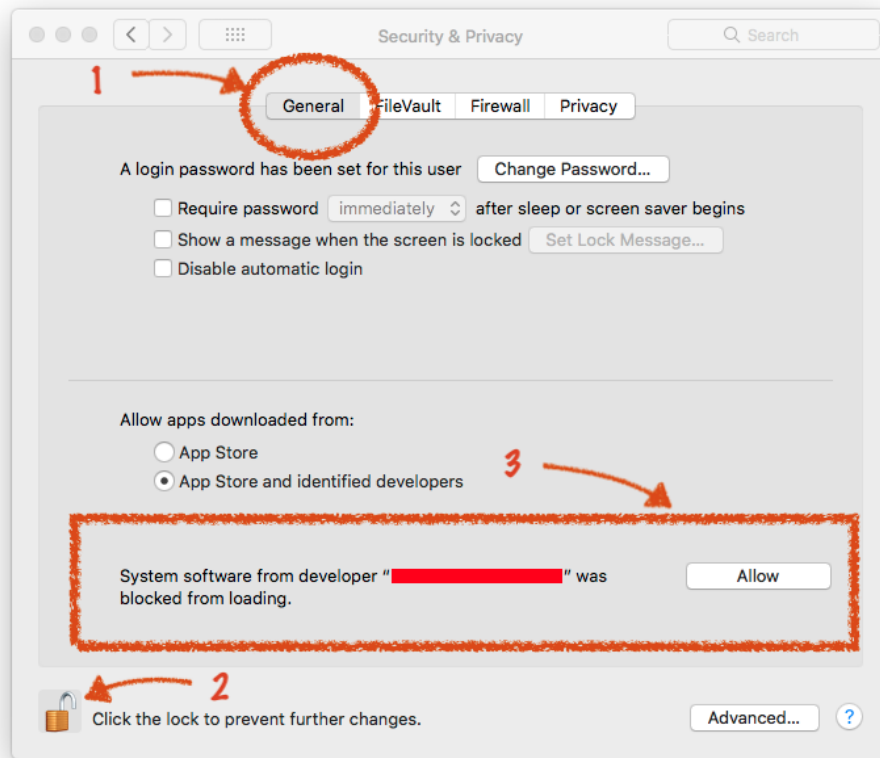 Security & Privacy
Search
1
General
FileVault
Firewall
Privacy
A login password has been set for this user
Change Password...
Require password
immediately
after sleep or screen saver begins
Show a message when the screen is locked
Set Lock Message...
Disable automatic login
Allow apps downloaded from:
App Store
App Store and identified developers
3
System software from developer "
" was
blocked from loading.
Allow
2
Click the lock to prevent further changes.
Advanced...
?